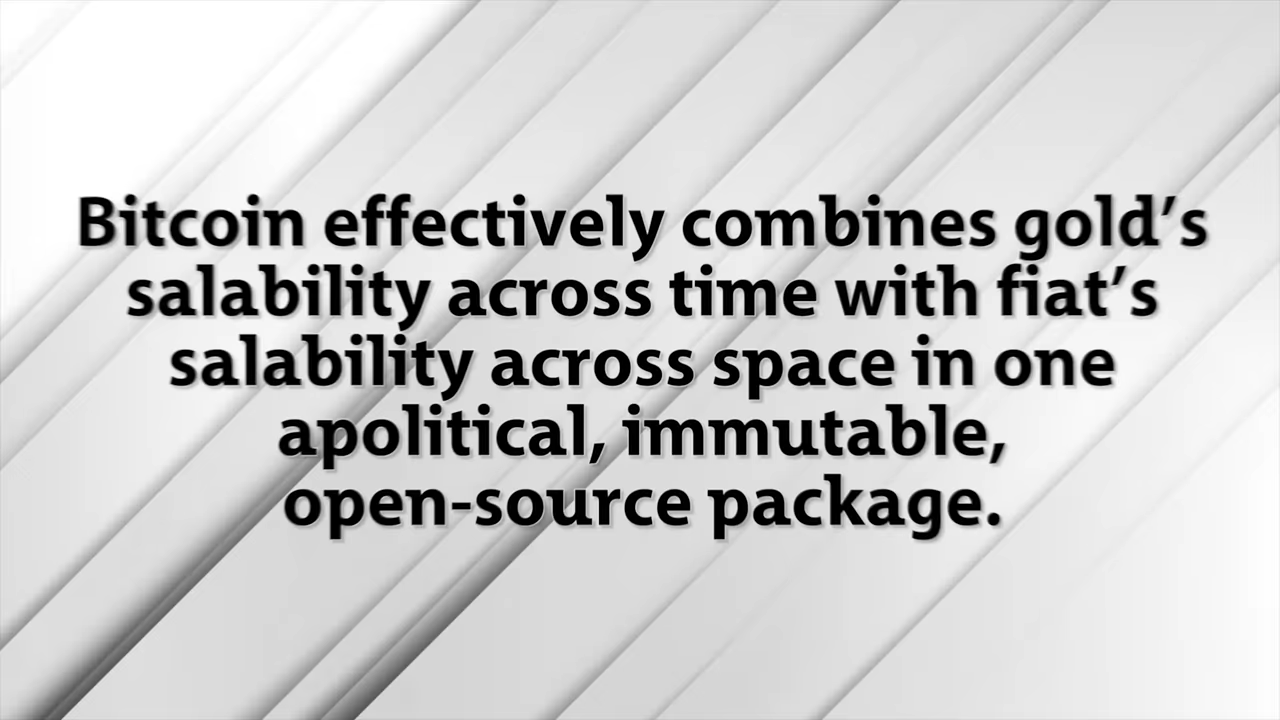 Bitcoin effectively combines gold’s
salability across time with fiat’s
salability across space in one
apolitical, immutable,
open-source package.